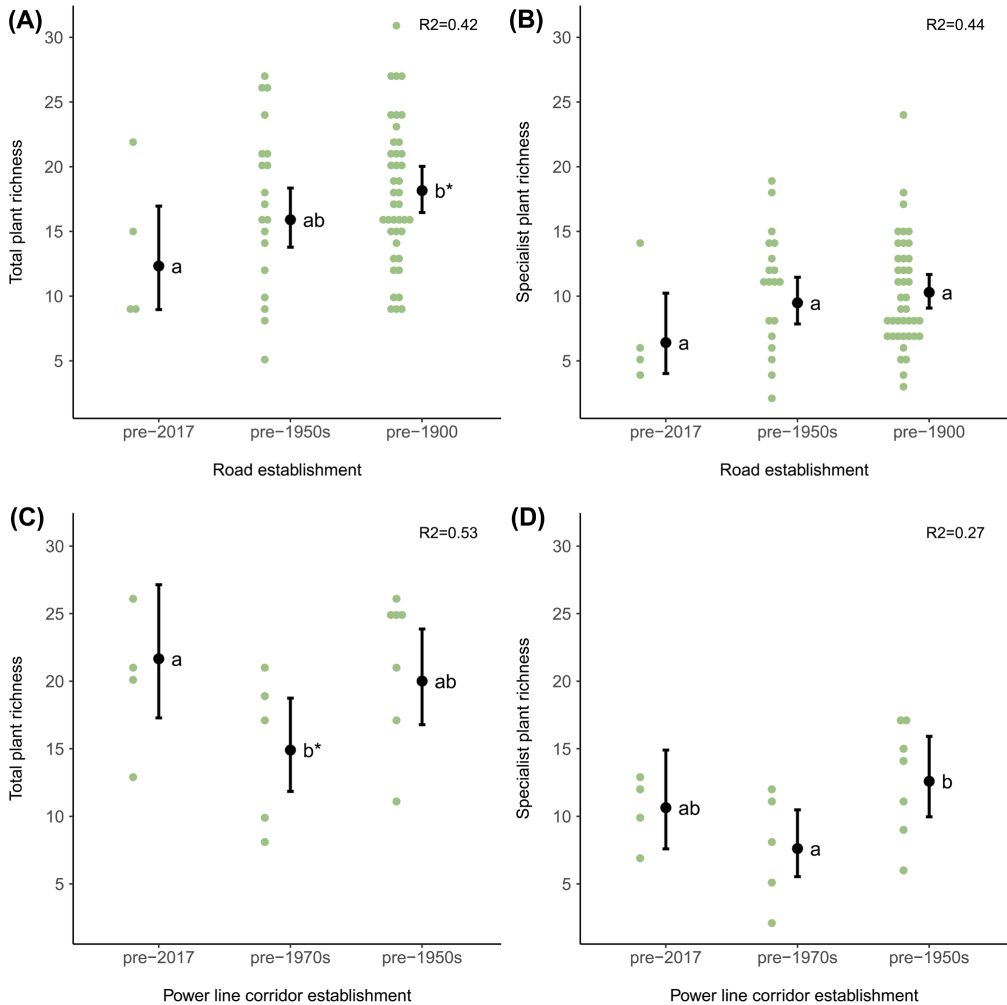 (A)
R2=0.42
Total plant richness
30
25
20
15
10
5
a
ab
b*
pre−2017
pre−1950s
pre−1900
Road establishment
(B)
R2=0.44
Specialist plant richness
30
25
20
15
10
5
a
a
a
pre−2017
pre−1950s
pre−1900
Road establishment
(C)
R2=0.53
Total plant richness
30
25
20
15
10
5
a
b*
ab
pre−2017
pre−1970s
pre−1950s
Power line corridor establishment
(D)
R2=0.27
Specialist plant richness
30
25
20
15
10
5
ab
a
b
pre−2017
pre−1970s
pre−1950s
Power line corridor establishment